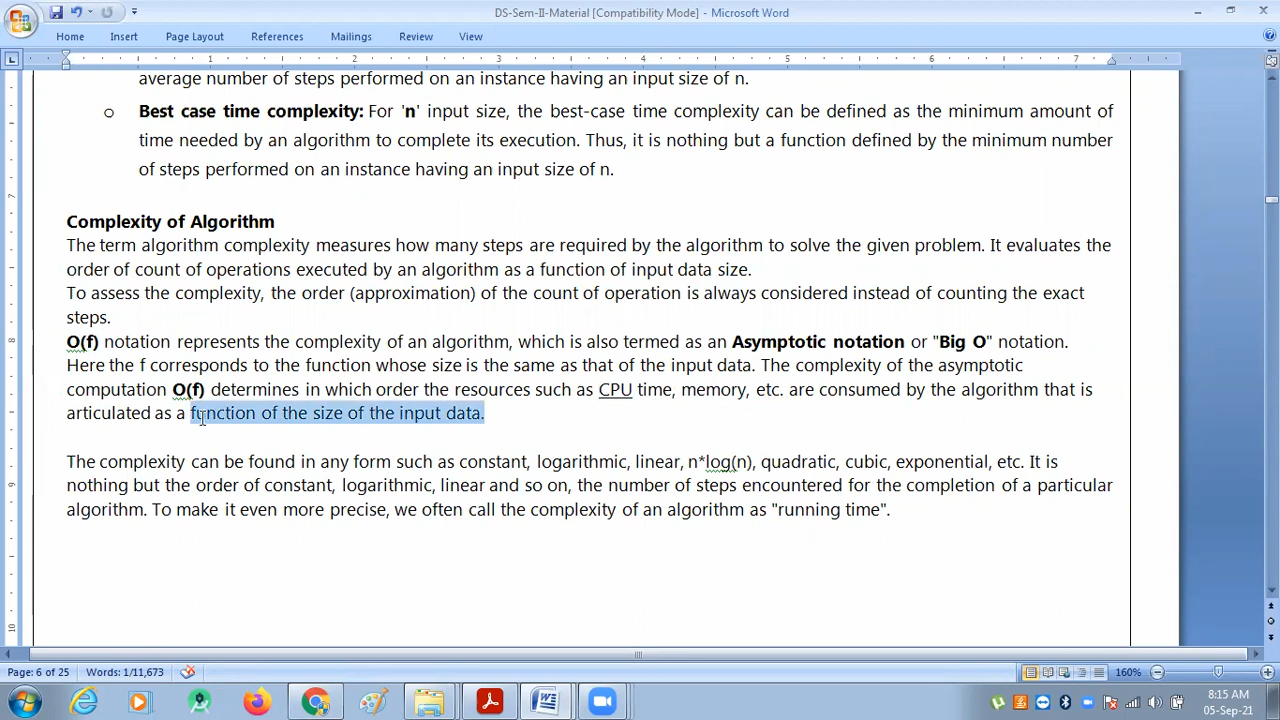 DS-Sem-II-Material [Compatibility Mode] - Microsoft Word
Home Insert Page Layout References Mailings Review View
1 2 3 4 5 6 7
average number of steps performed on an instance having an input size of n.
o Best case time complexity: For 'n' input size, the best-case time complexity can be defined as the minimum amount of
time needed by an algorithm to complete its execution. Thus, it is nothing but a function defined by the minimum number
of steps performed on an instance having an input size of n.
7
Complexity of Algorithm
The term algorithm complexity measures how many steps are required by the algorithm to solve the given problem. It evaluates the
order of count of operations executed by an algorithm as a function of input data size.
To assess the complexity, the order (approximation) of the count of operation is always considered instead of counting the exact
steps.
8
O(f) notation represents the complexity of an algorithm, which is also termed as an Asymptotic notation or "Big O" notation.
Here the f corresponds to the function whose size is the same as that of the input data. The complexity of the asymptotic
computation O(f) determines in which order the resources such as CPU time, memory, etc. are consumed by the algorithm that is
articulated as a function of the size of the input data.
The complexity can be found in any form such as constant, logarithmic, linear, n*log(n), quadratic, cubic, exponential, etc. It is
9
nothing but the order of constant, logarithmic, linear and so on, the number of steps encountered for the completion of a particular
algorithm. To make it even more precise, we often call the complexity of an algorithm as "running time".
10
Page: 6 of 25 Words: 1/11,673 160%
8:15 AM
05-Sep-21